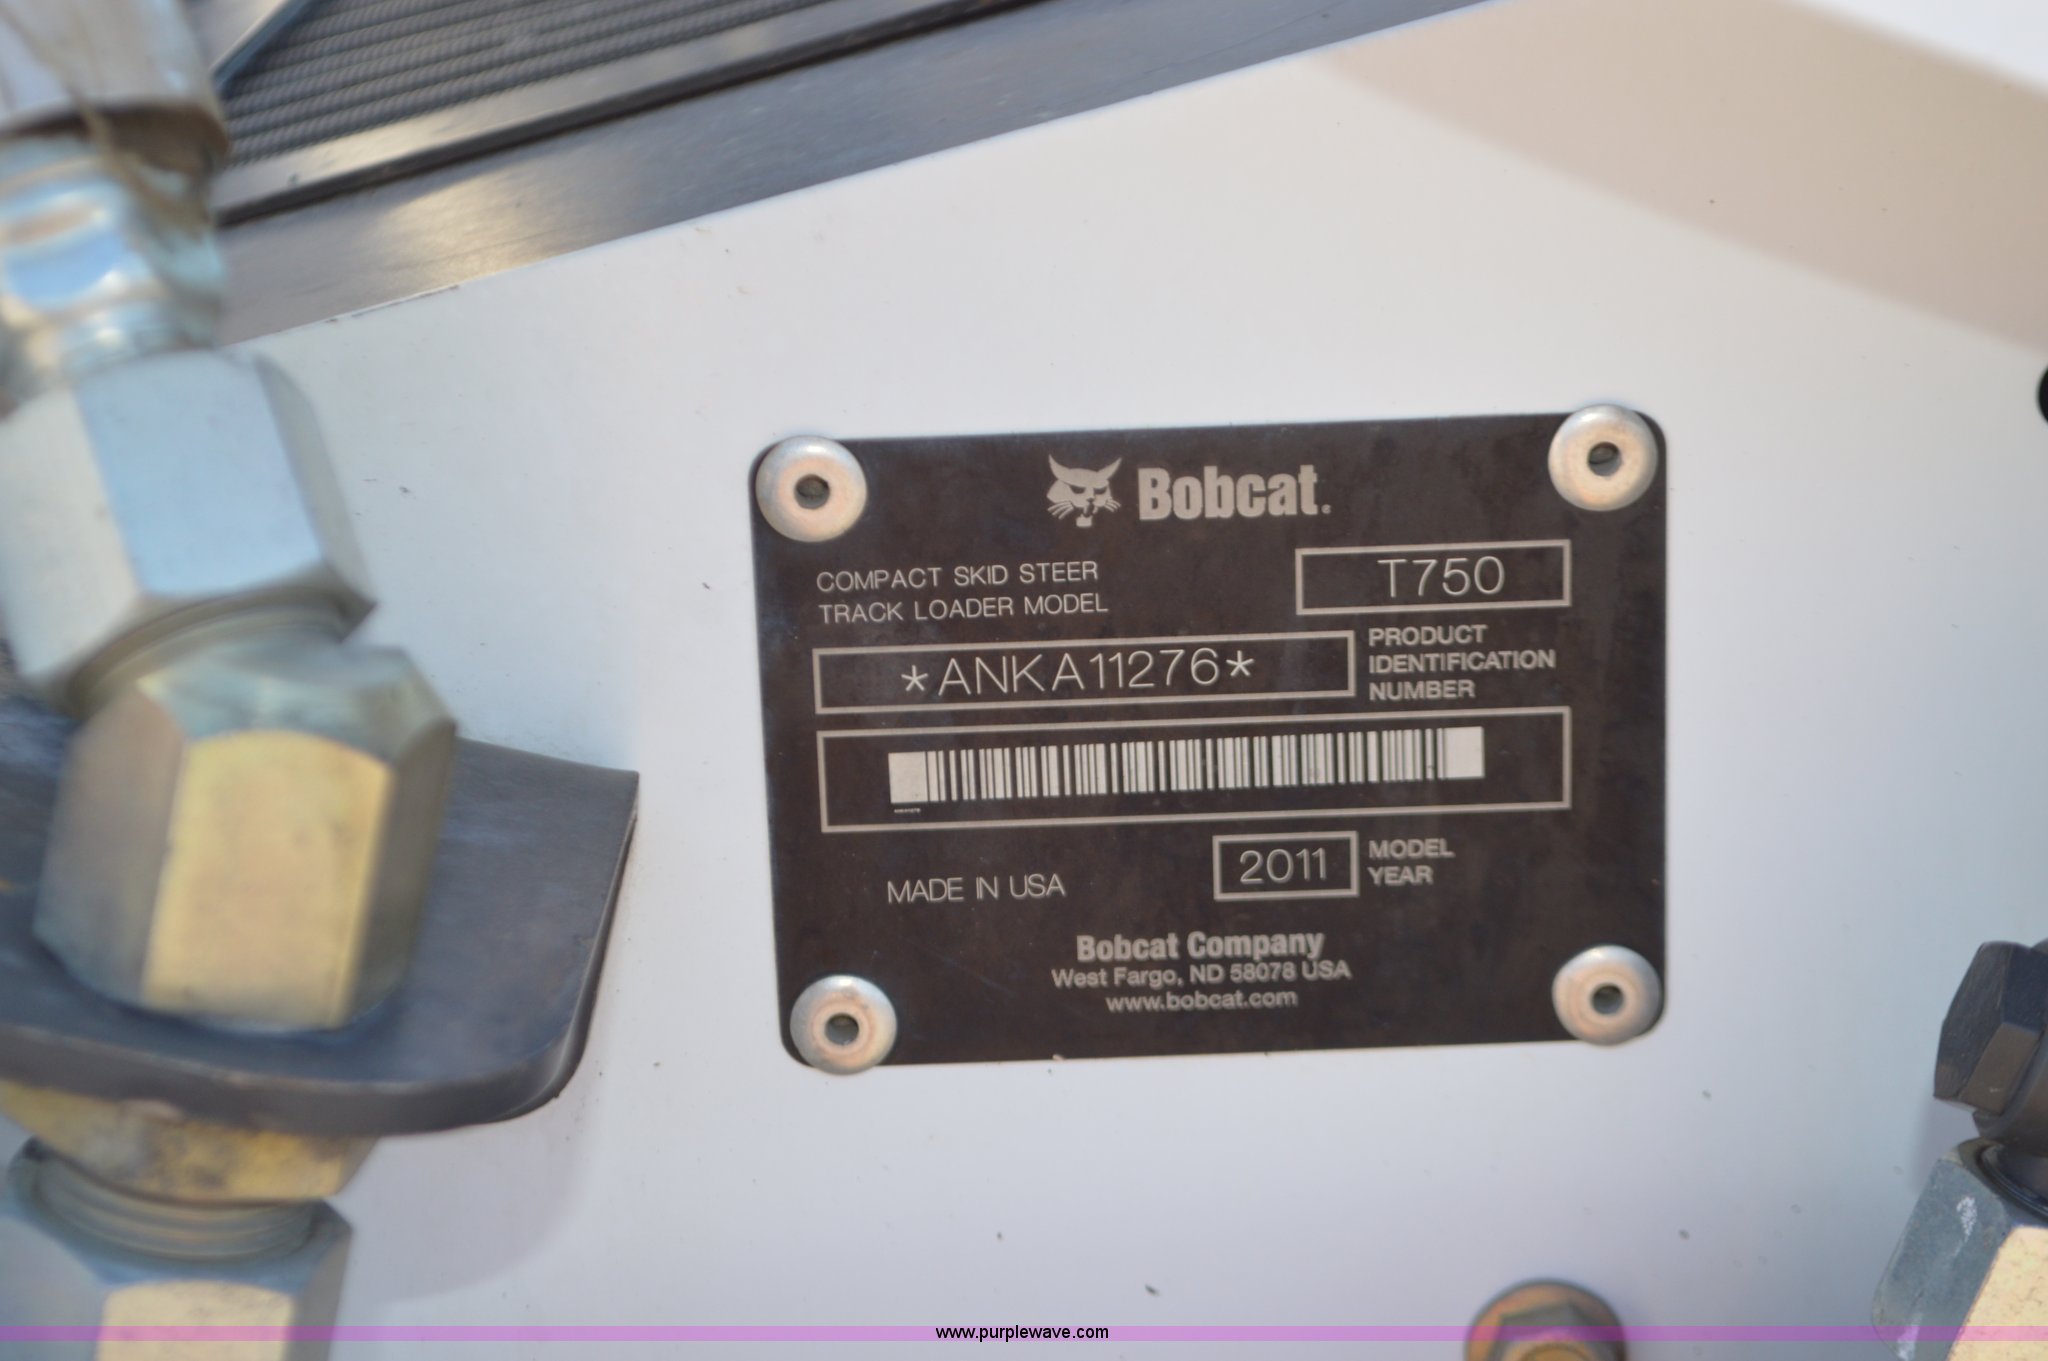 Bobcat.
COMPACT SKID STEER
TRACK LOADER MODEL
T750
*ANKA11276*
PRODUCT
IDENTIFICATION
NUMBER
MADE IN USA
2011
MODEL
YEAR
Bobcat Company
West Fargo, ND 58078 USA
www.bobcat.com
www.purplewave.com